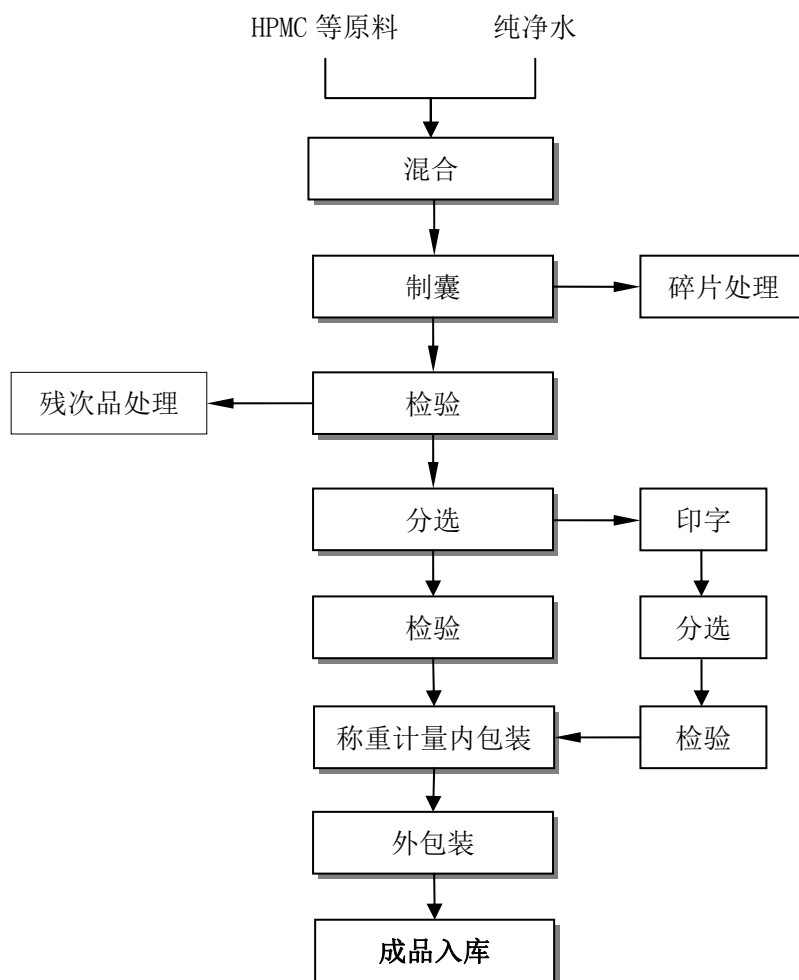 HPMC 等原料
纯净水
混合
制囊
碎片处理
残次品处理
检验
分选
印字
检验
分选
称重计量内包装
检验
外包装
成品入库